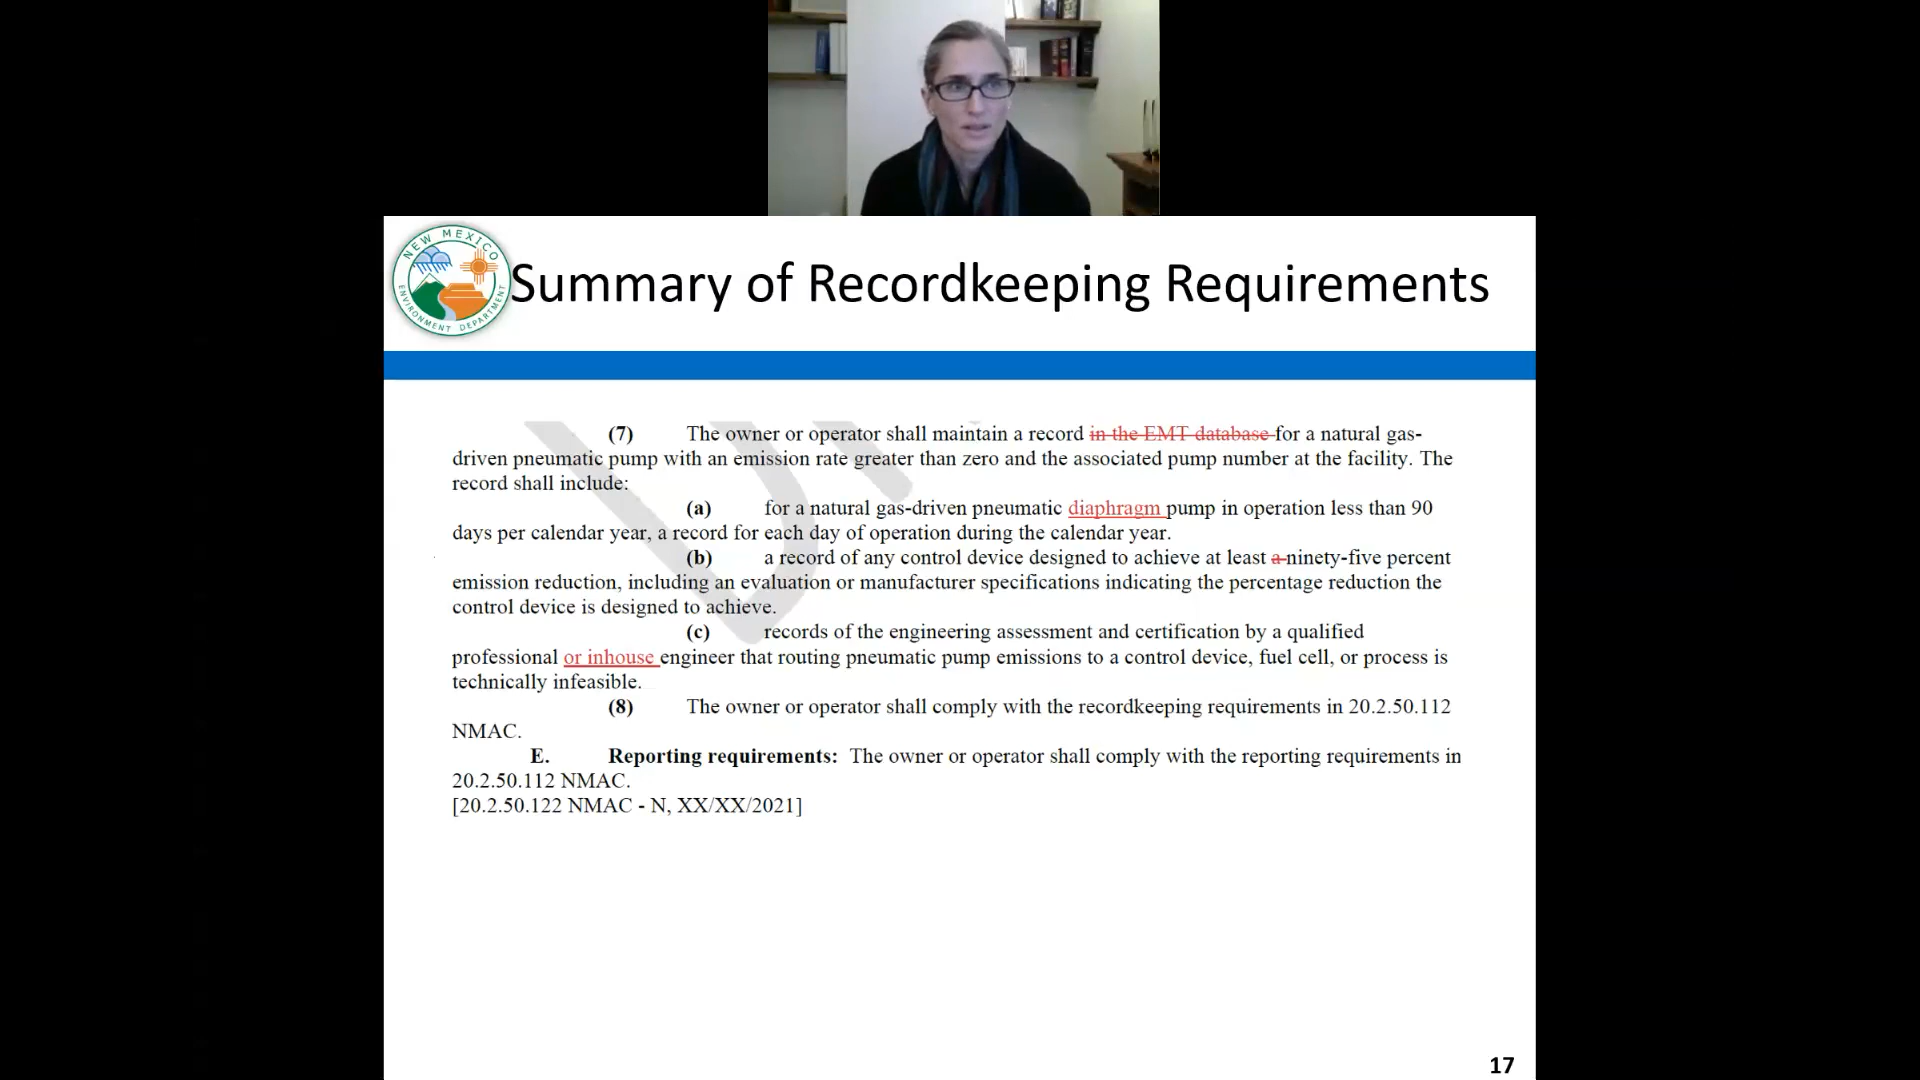 NEW MEXICO
ENVIRONMENT DEPARTMENT
Summary of Recordkeeping Requirements
(7) The owner or operator shall maintain a record in the EMT database for a natural gas-
driven pneumatic pump with an emission rate greater than zero and the associated pump number at the facility. The
record shall include:
(a) for a natural gas-driven pneumatic diaphragm pump in operation less than 90
days per calendar year, a record for each day of operation during the calendar year.
(b) a record of any control device designed to achieve at least a ninety-five percent
emission reduction, including an evaluation or manufacturer specifications indicating the percentage reduction the
control device is designed to achieve.
(c) records of the engineering assessment and certification by a qualified
professional or inhouse engineer that routing pneumatic pump emissions to a control device, fuel cell, or process is
technically infeasible.
(8) The owner or operator shall comply with the recordkeeping requirements in 20.2.50.112
NMAC.
E. Reporting requirements: The owner or operator shall comply with the reporting requirements in
20.2.50.112 NMAC.
[20.2.50.122 NMAC - N, XX/XX/2021]
17